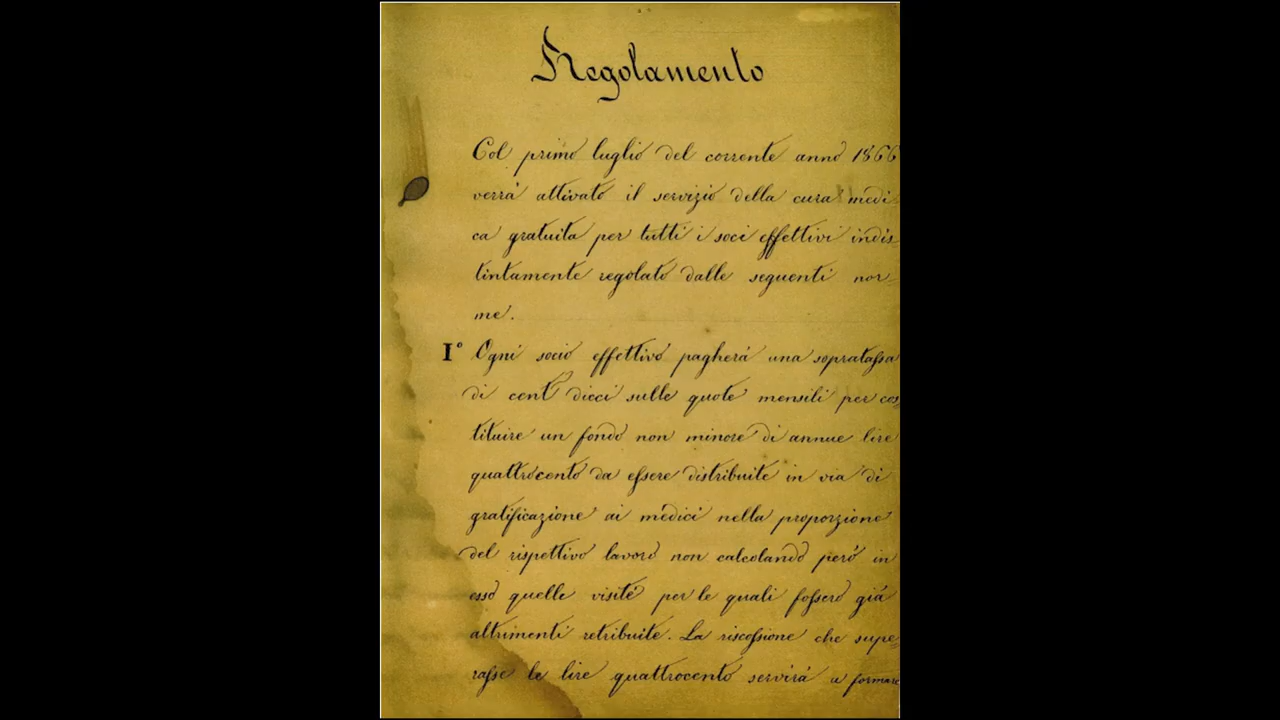 Regolamento
Col primo luglio del corrente anno 1866
verrà attivato il servizio della cura medi-
ca gratuita per tutti i soci effettivi indis-
tintamente regolato dalle seguenti nor-
me.
I° Ogni socio effettivo pagherà una sopratassa
di cent dieci sulle quote mensili per cos-
tituire un fondo non minore di annue lire
quattrocento da essere distribuite in via di
gratificazione ai medici nella proporzione
del rispettivo lavoro non calcolando però in
esso quelle visite per le quali fossero già
altrimenti retribuite. La riscossione che supe-
rasse le lire quattrocento servirà a formare